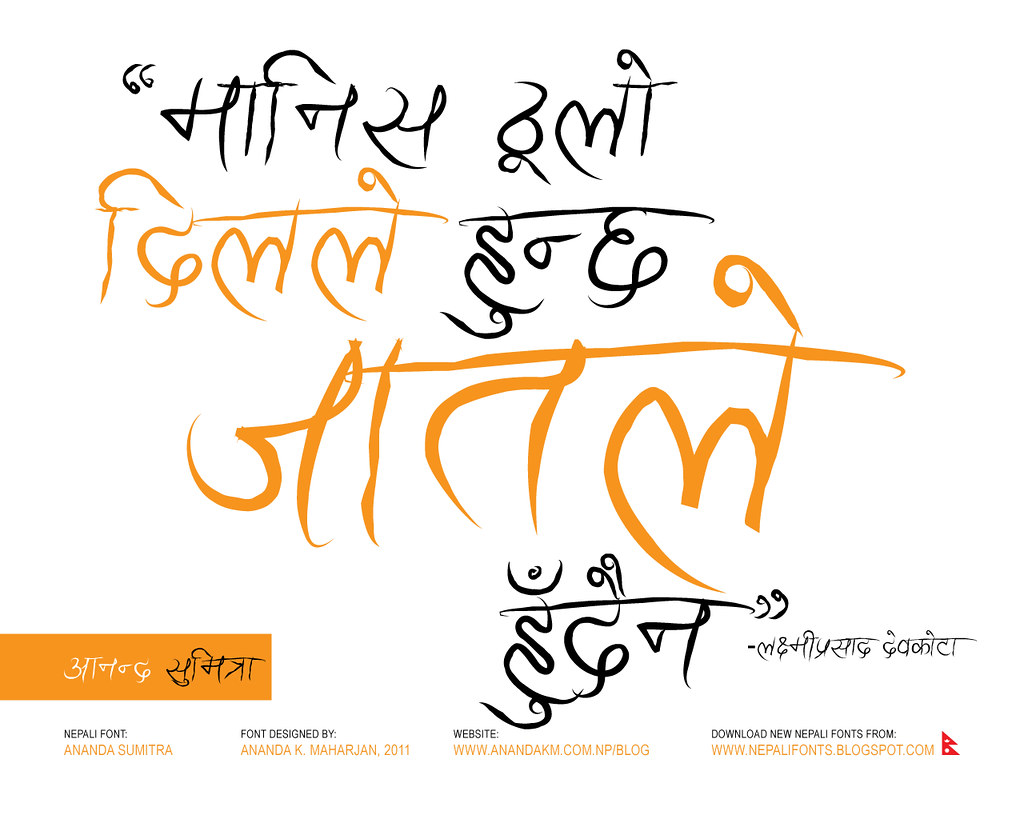 “मानिस ठूलो
दिलले हुन्छ
जातले
हुँदैन”
-लक्ष्मीप्रसाद देवकोटा
आनन्द सुमित्रा
NEPALI FONT: FONT DESIGNED BY: WEBSITE: DOWNLOAD NEW NEPALI FONTS FROM:
ANANDA SUMITRA ANANDA K. MAHARJAN, 2011 WWW.ANANDAKM.COM.NP/BLOG WWW.NEPALIFONTS.BLOGSPOT.COM